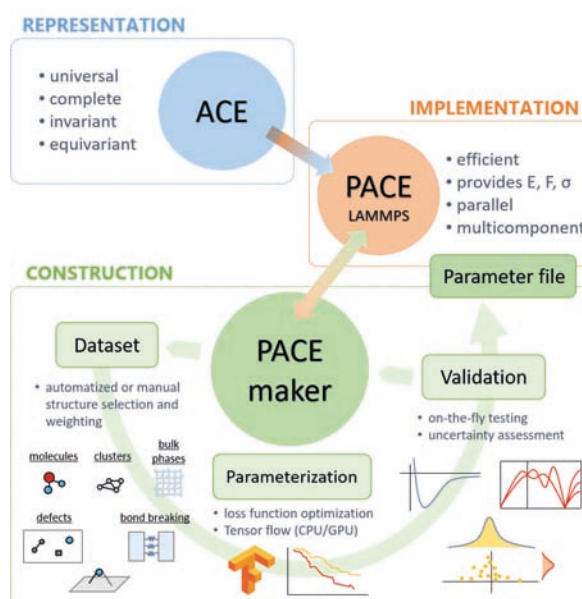 REPRESENTATION
• universal
• complete
• invariant
• equivariant
ACE
IMPLEMENTATION
PACE
LAMMPS
• efficient
• provides E, F, σ
• parallel
• multicomponent
CONSTRUCTION
Parameter file
PACE
maker
Dataset
• automatized or manual
structure selection and
weighting
molecules
clusters
bulk
phases
defects
bond breaking
Parameterization
• loss function optimization
• Tensor flow (CPU/GPU)
Validation
• on-the-fly testing
• uncertainty assessment